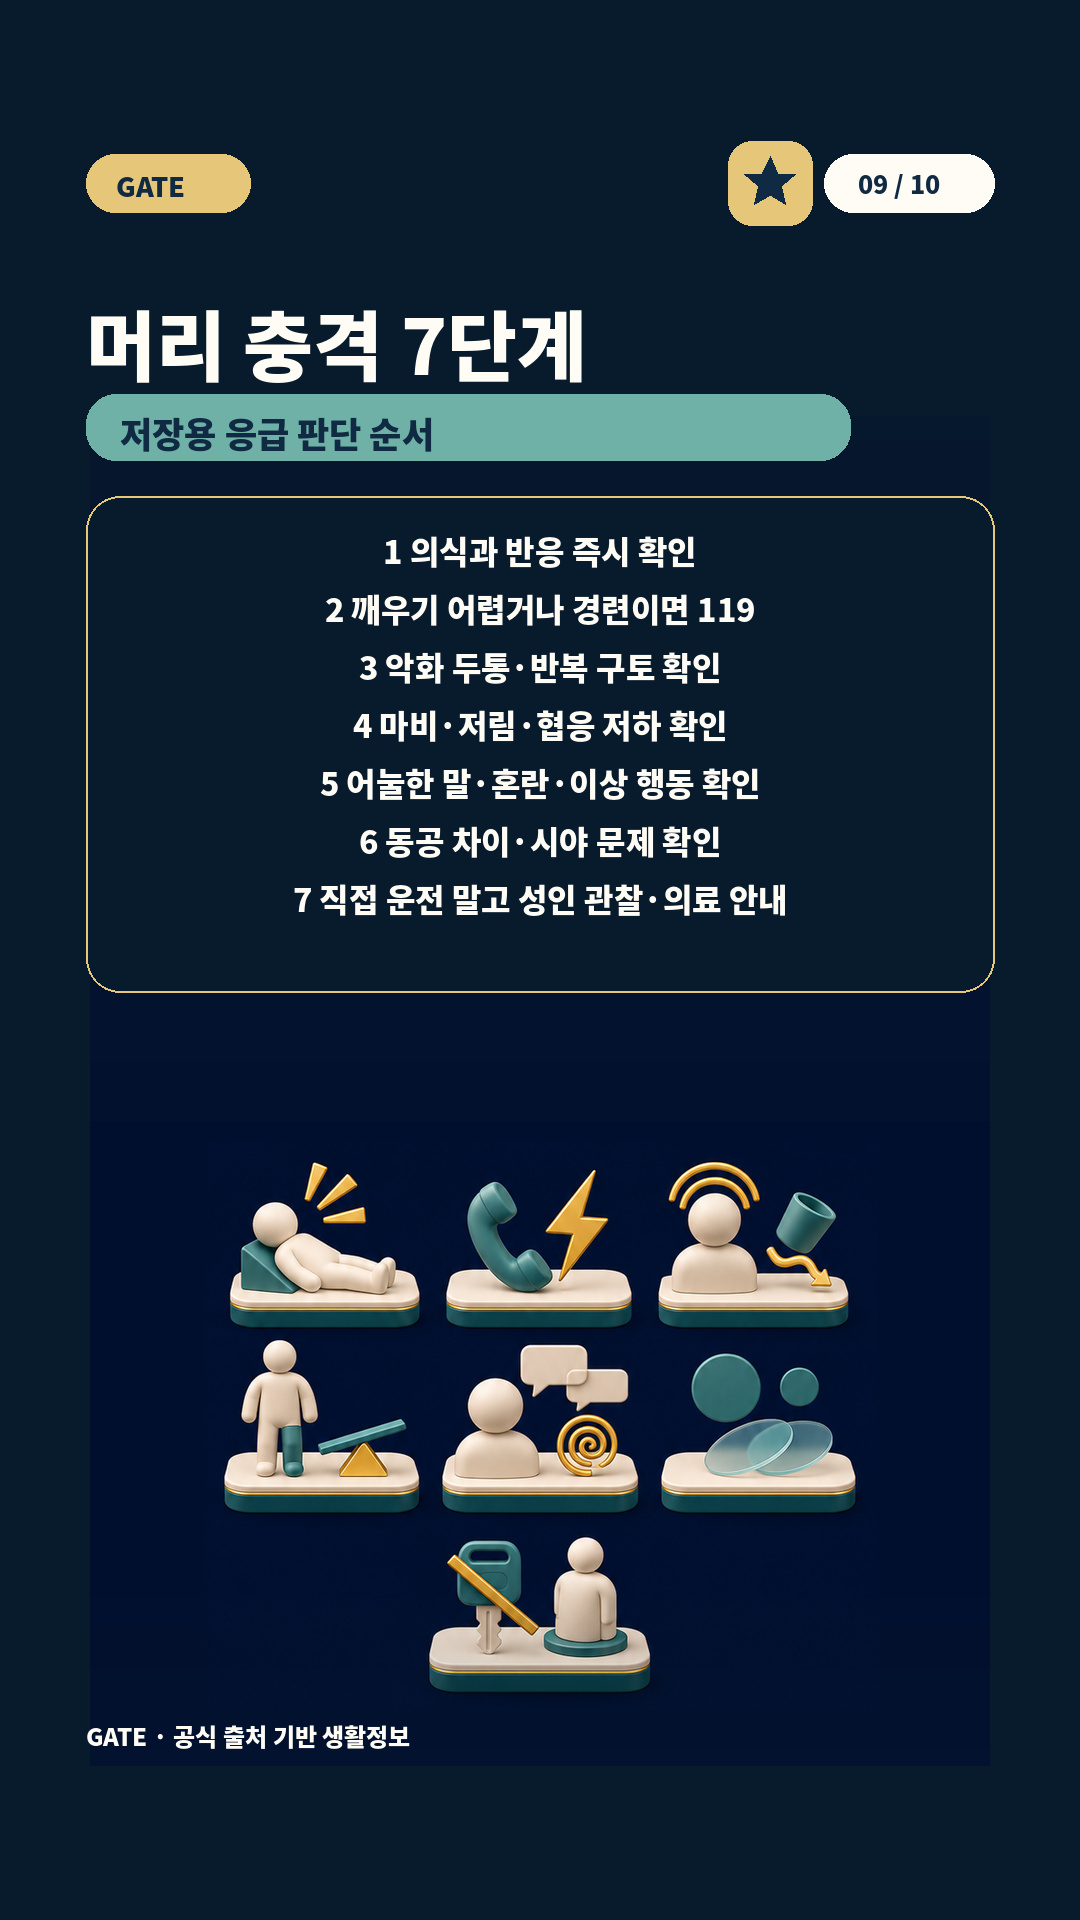 GATE
09 / 10
머리 충격 7단계
저장용 응급 판단 순서
1 의식과 반응 즉시 확인
2 깨우기 어렵거나 경련이면 119
3 악화 두통·반복 구토 확인
4 마비·저림·협응 저하 확인
5 어눌한 말·혼란·이상 행동 확인
6 동공 차이·시야 문제 확인
7 직접 운전 말고 성인 관찰·의료 안내
GATE · 공식 출처 기반 생활정보